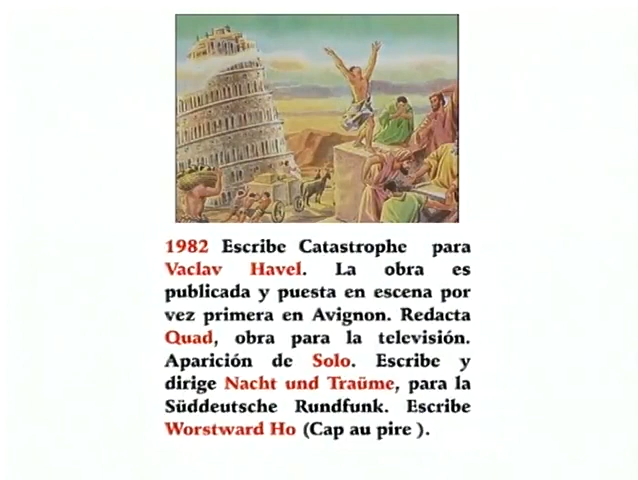 1982 Escribe Catastrophe para
Vaclav Havel. La obra es
publicada y puesta en escena por
vez primera en Avignon. Redacta
Quad, obra para la televisión.
Aparición de Solo. Escribe y
dirige Nacht und Traüme, para la
Süddeutsche Rundfunk. Escribe
Worstward Ho (Cap au pire ).